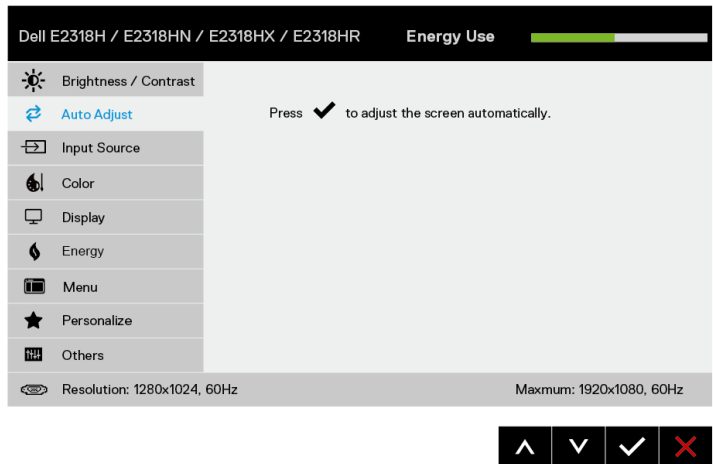 Dell E2318H / E2318HN / E2318HX / E2318HR Energy Use
Brightness / Contrast
Auto Adjust
Press to adjust the screen automatically.
Input Source
Color
Display
Energy
Menu
Personalize
Others
Resolution: 1280x1024, 60Hz Maxmum: 1920x1080, 60Hz